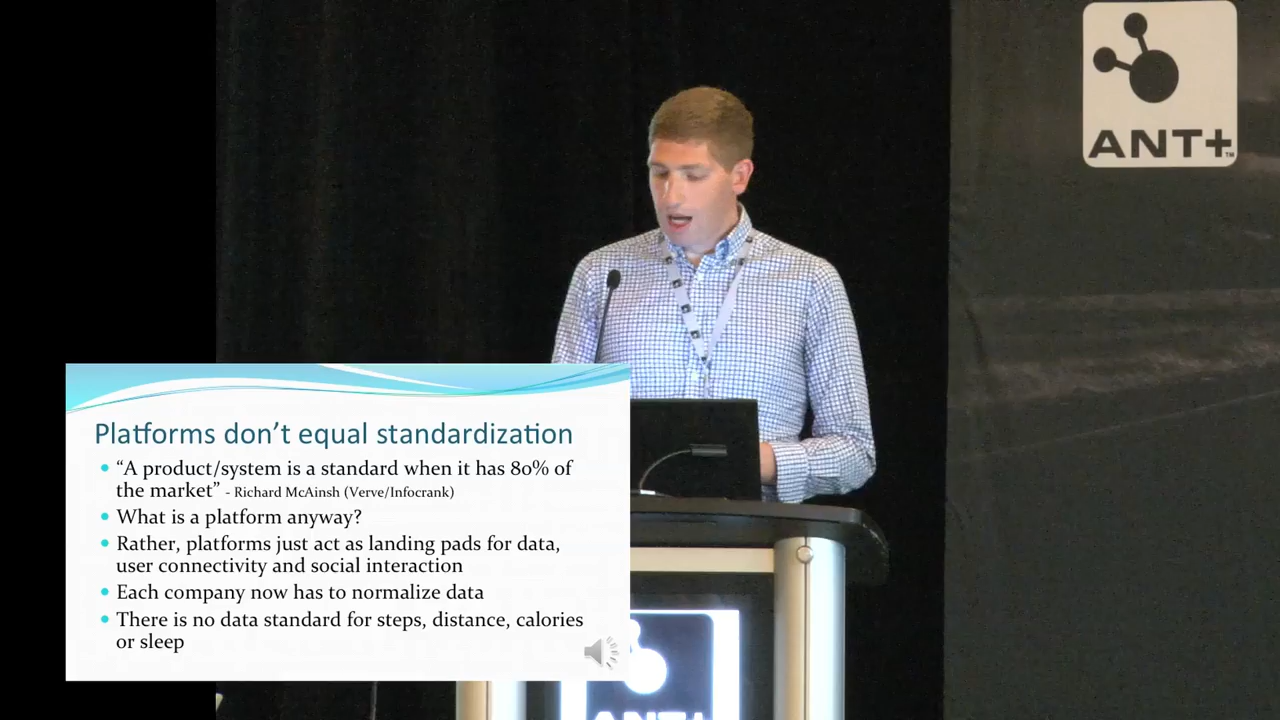 ANT+™
Platforms don't equal standardization
“A product/system is a standard when it has 80% of
the market” - Richard McAinsh (Verve/Infocrank)
What is a platform anyway?
Rather, platforms just act as landing pads for data,
user connectivity and social interaction
Each company now has to normalize data
There is no data standard for steps, distance, calories
or sleep
ANT+